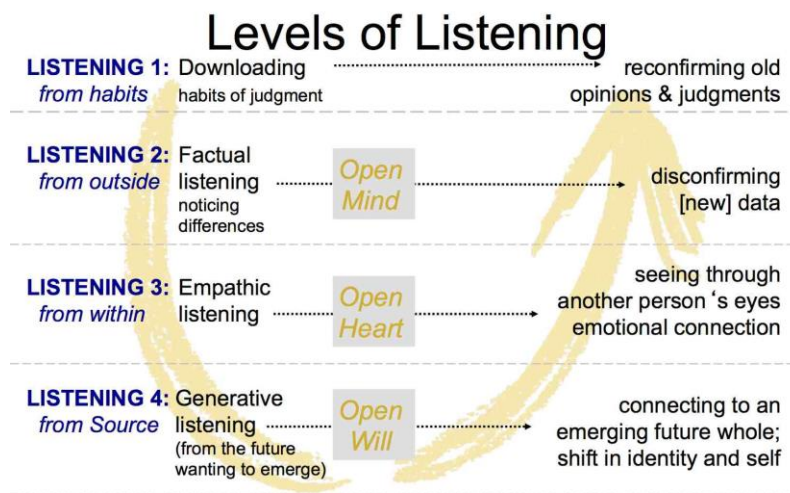 Levels of Listening
LISTENING 1: Downloading
from habits habits of judgment
reconfirming old
opinions & judgments
LISTENING 2: Factual
from outside listening
noticing
differences
Open
Mind
disconfirming
[new] data
LISTENING 3: Empathic
from within listening
Open
Heart
seeing through
another person ‘s eyes
emotional connection
LISTENING 4: Generative
from Source listening
(from the future
wanting to emerge)
Open
Will
connecting to an
emerging future whole;
shift in identity and self